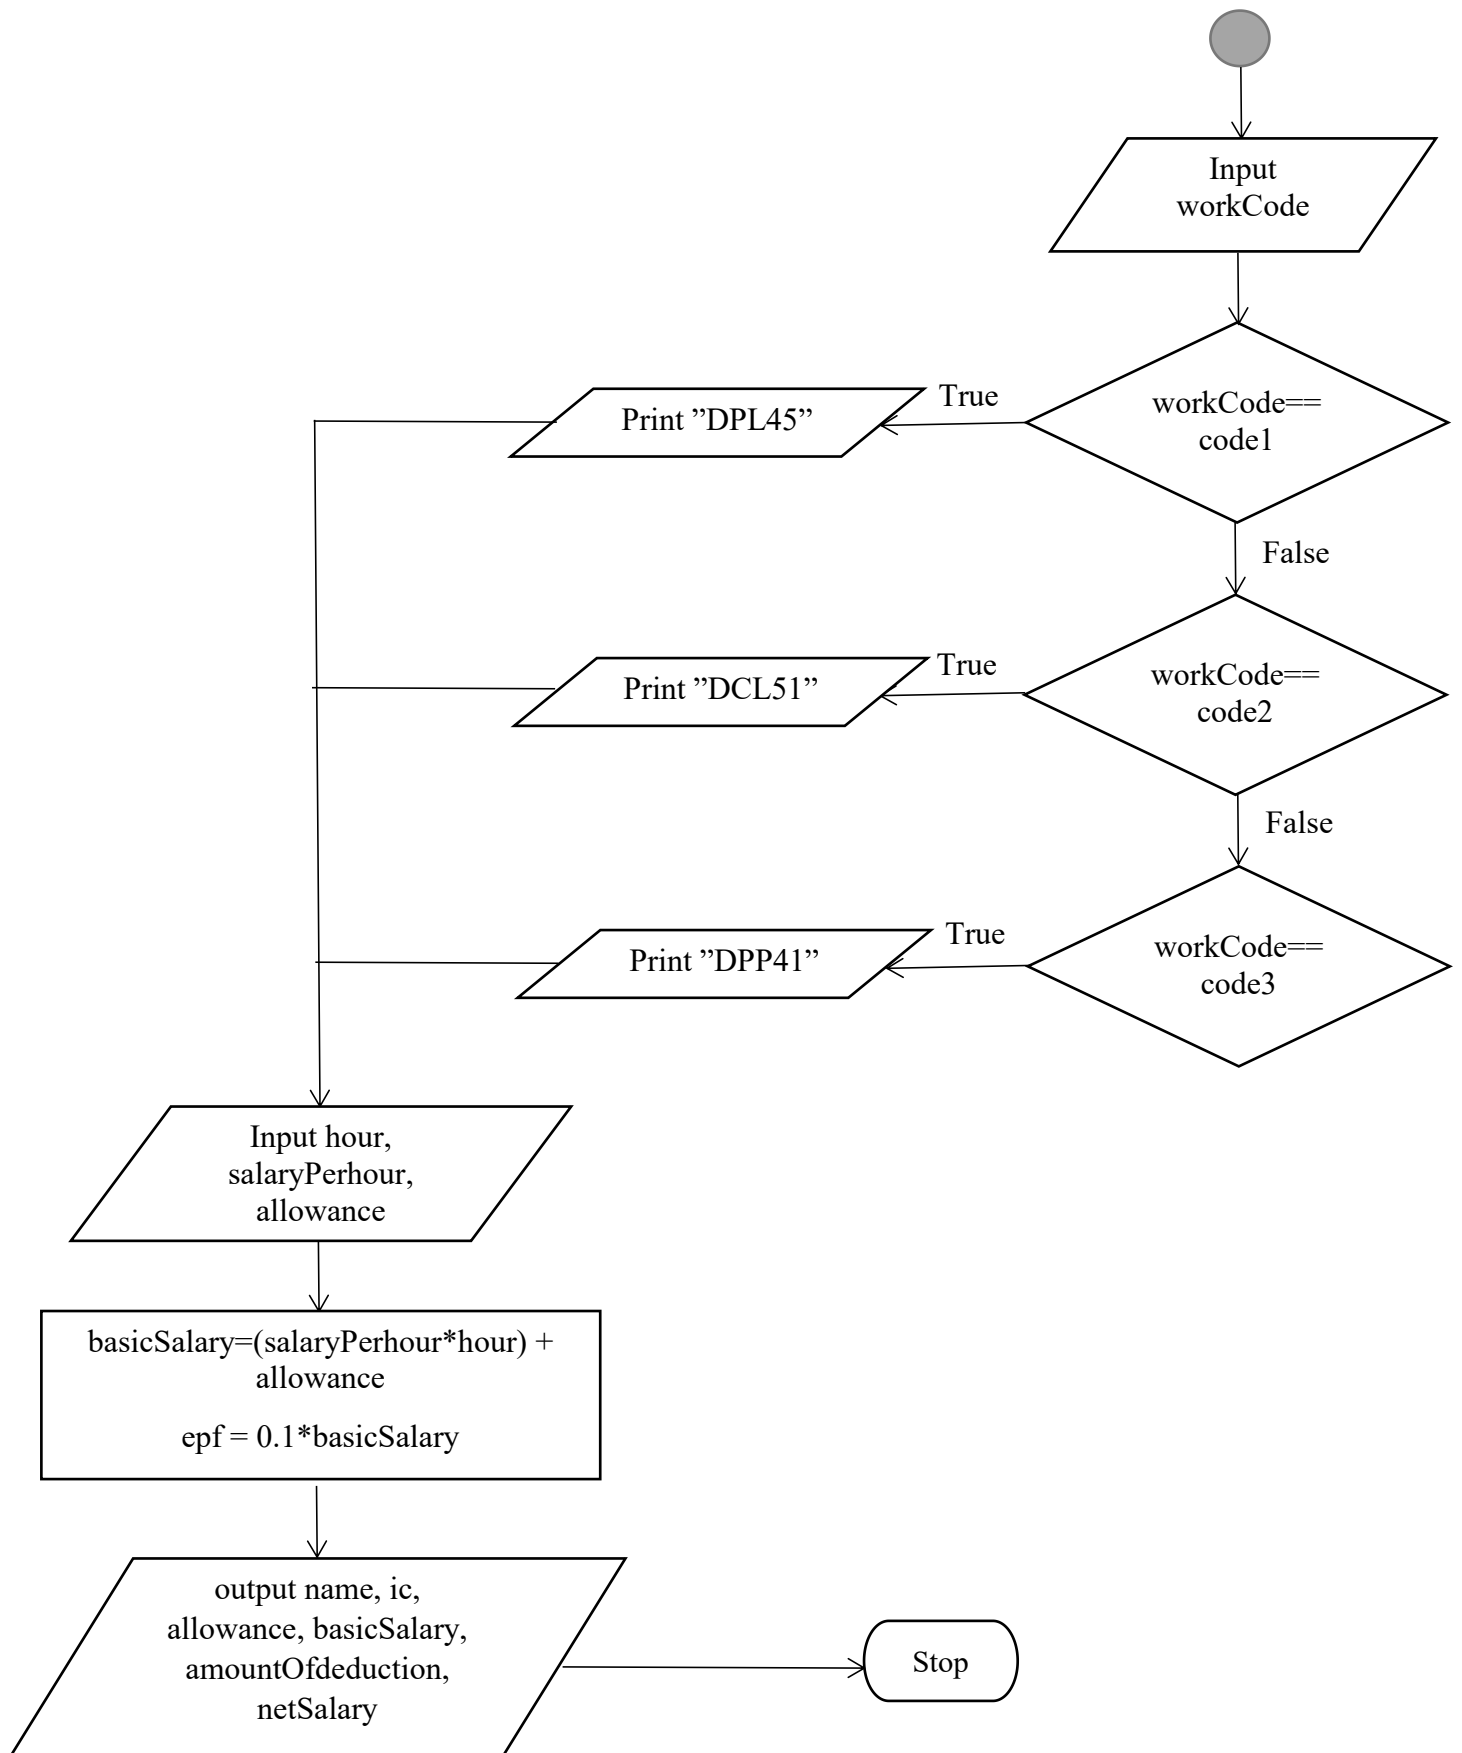 Input
workCode
True
Print ”DPL45”
workCode==
code1
False
True
Print ”DCL51”
workCode==
code2
False
True
Print ”DPP41”
workCode==
code3
Input hour,
salaryPerhour,
allowance
basicSalary=(salaryPerhour*hour) +
allowance
epf = 0.1*basicSalary
output name, ic,
allowance, basicSalary,
amountOfdeduction,
netSalary
Stop